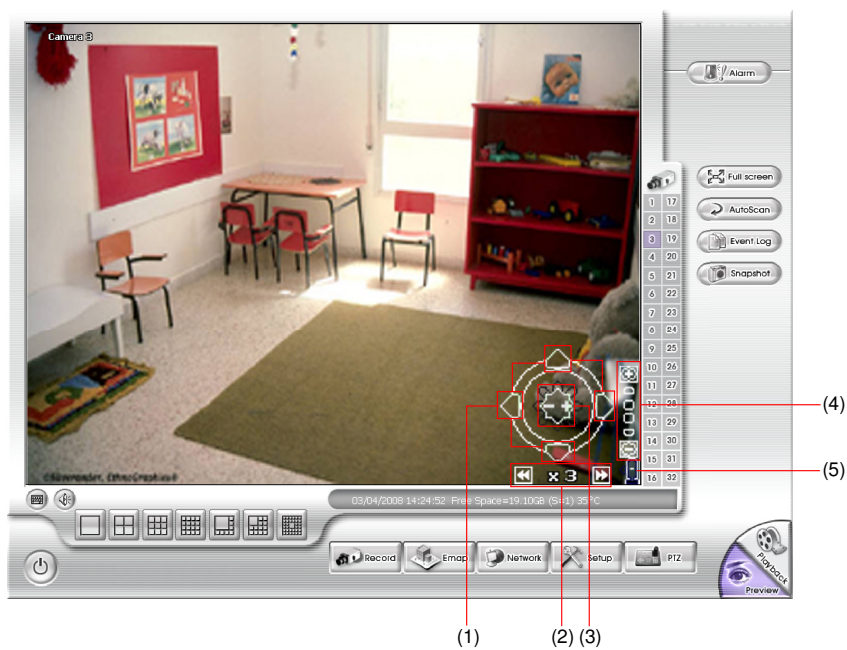 Camera 3
Alarm
Full screen
AutoScan
Event Log
Snapshot
1 17
2 18
3 19
4 20
5 21
6 22
7 23
8 24
9 25
10 26
11 27
12 28
13 29
14 30
15 31
16 32
x 3
03/04/2008 14:24:52 Free Space=19.10GB (S=1) 35°C
Record
Emap
Network
Setup
PTZ
Playback
Preview
(1)
(2)
(3)
(4)
(5)